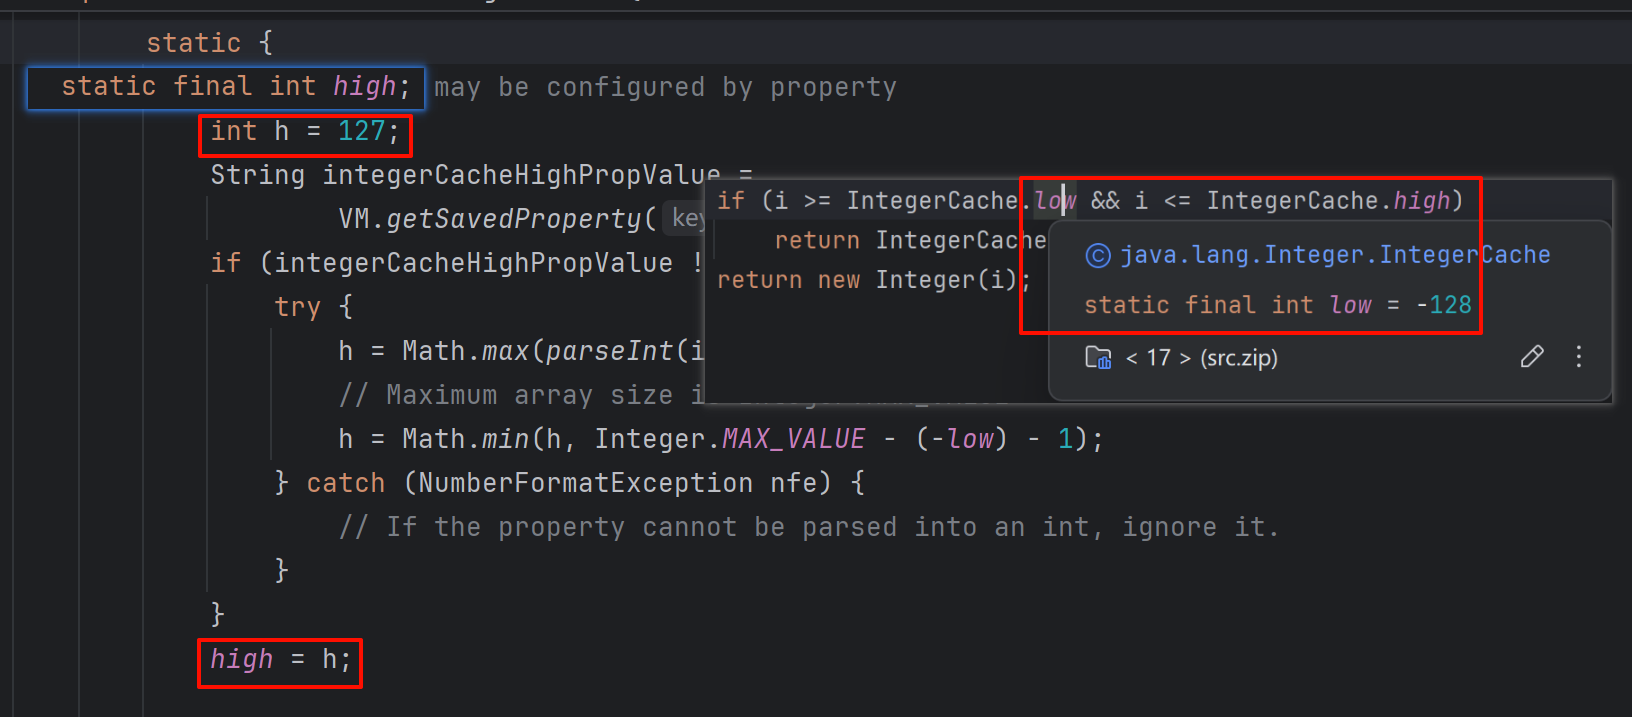 static {
static final int high; may be configured by property
int h = 127;
String integerCacheHighPropValue =
VM.getSavedProperty( key
if (integerCacheHighPropValue !
try {
h = Math.max(parseInt(i
// Maximum array size
h = Math.min(h, Integer.MAX_VALUE - (-low) - 1);
} catch (NumberFormatException nfe) {
// If the property cannot be parsed into an int, ignore it.
}
}
high = h;
if (i >= IntegerCache.low && i <= IntegerCache.high)
return IntegerCache
return new Integer(i);
java.lang.Integer.IntegerCache
static final int low = -128
< 17 > (src.zip)